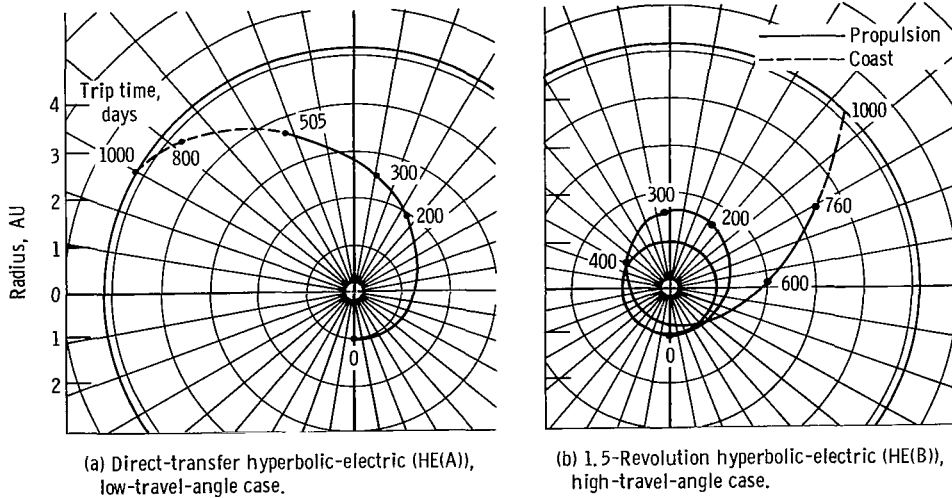 Trip time,
days
1000
800
505
300
200
0
4
3
2
1
0
1
2
Radius, AU
(a) Direct-transfer hyperbolic-electric (HE(A)),
low-travel-angle case.
Propulsion
Coast
1000
760
600
300
200
400
0
(b) 1.5-Revolution hyperbolic-electric (HE(B)),
high-travel-angle case.